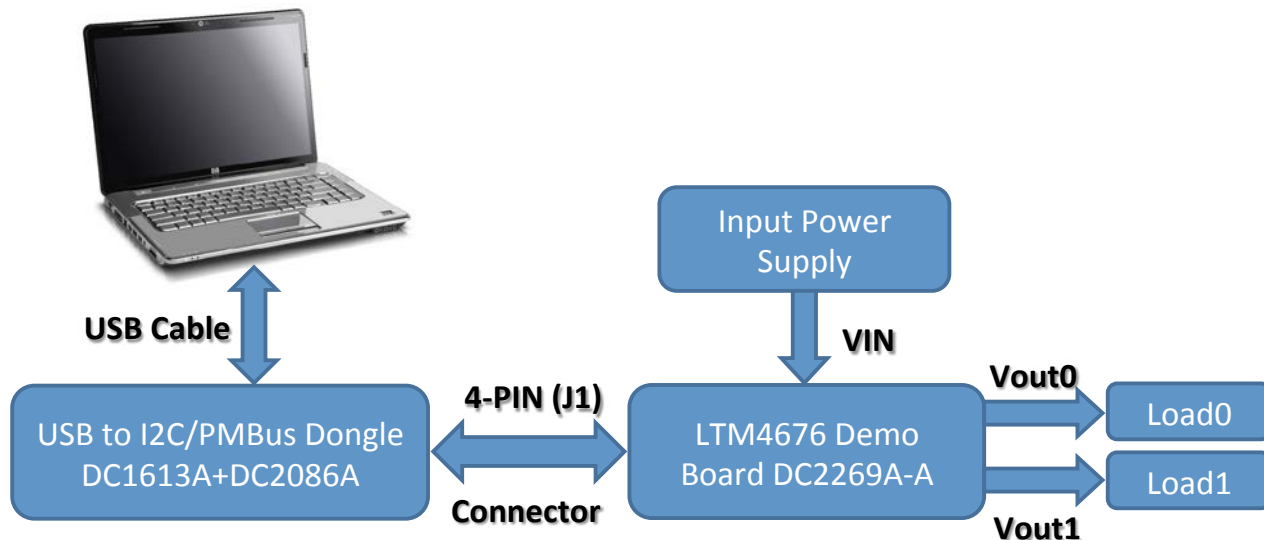 Input Power
Supply
USB Cable
VIN
Vout0
4-PIN (J1)
USB to I2C/PMBus Dongle
DC1613A+DC2086A
LTM4676 Demo
Board DC2269A-A
Load0
Load1
Connector
Vout1